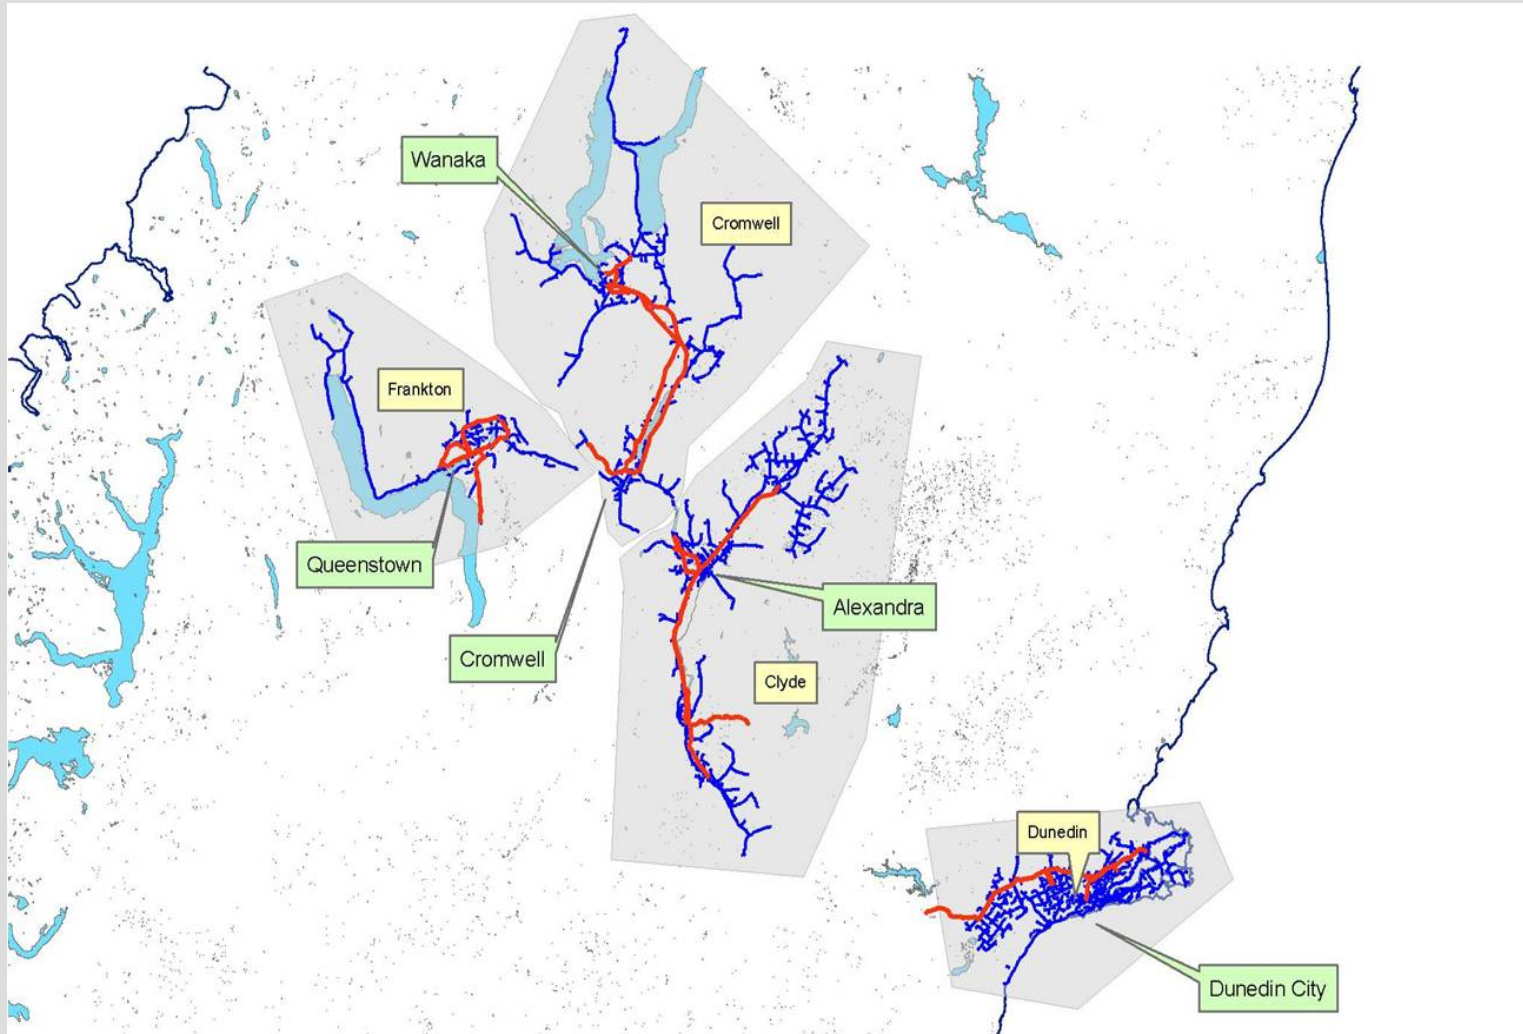 Wanaka
Cromwell
Frankton
Queenstown
Alexandra
Cromwell
Clyde
Dunedin
Dunedin City